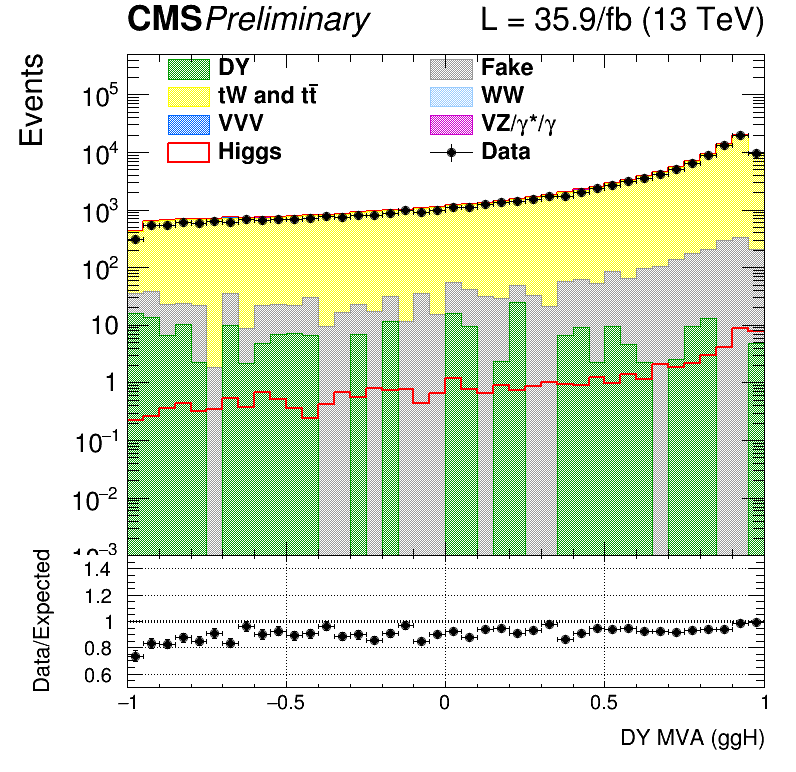 CMS Preliminary L = 35.9/fb (13 TeV)
Events
DY Fake
tW and tt̅ WW
VVV VZ/γ*/γ
Higgs Data
10⁵
10⁴
10³
10²
10
1
10⁻¹
10⁻²
10⁻³
Data/Expected
1.4
1.2
1
0.8
0.6
−1 −0.5 0 0.5 1
DY MVA (ggH)